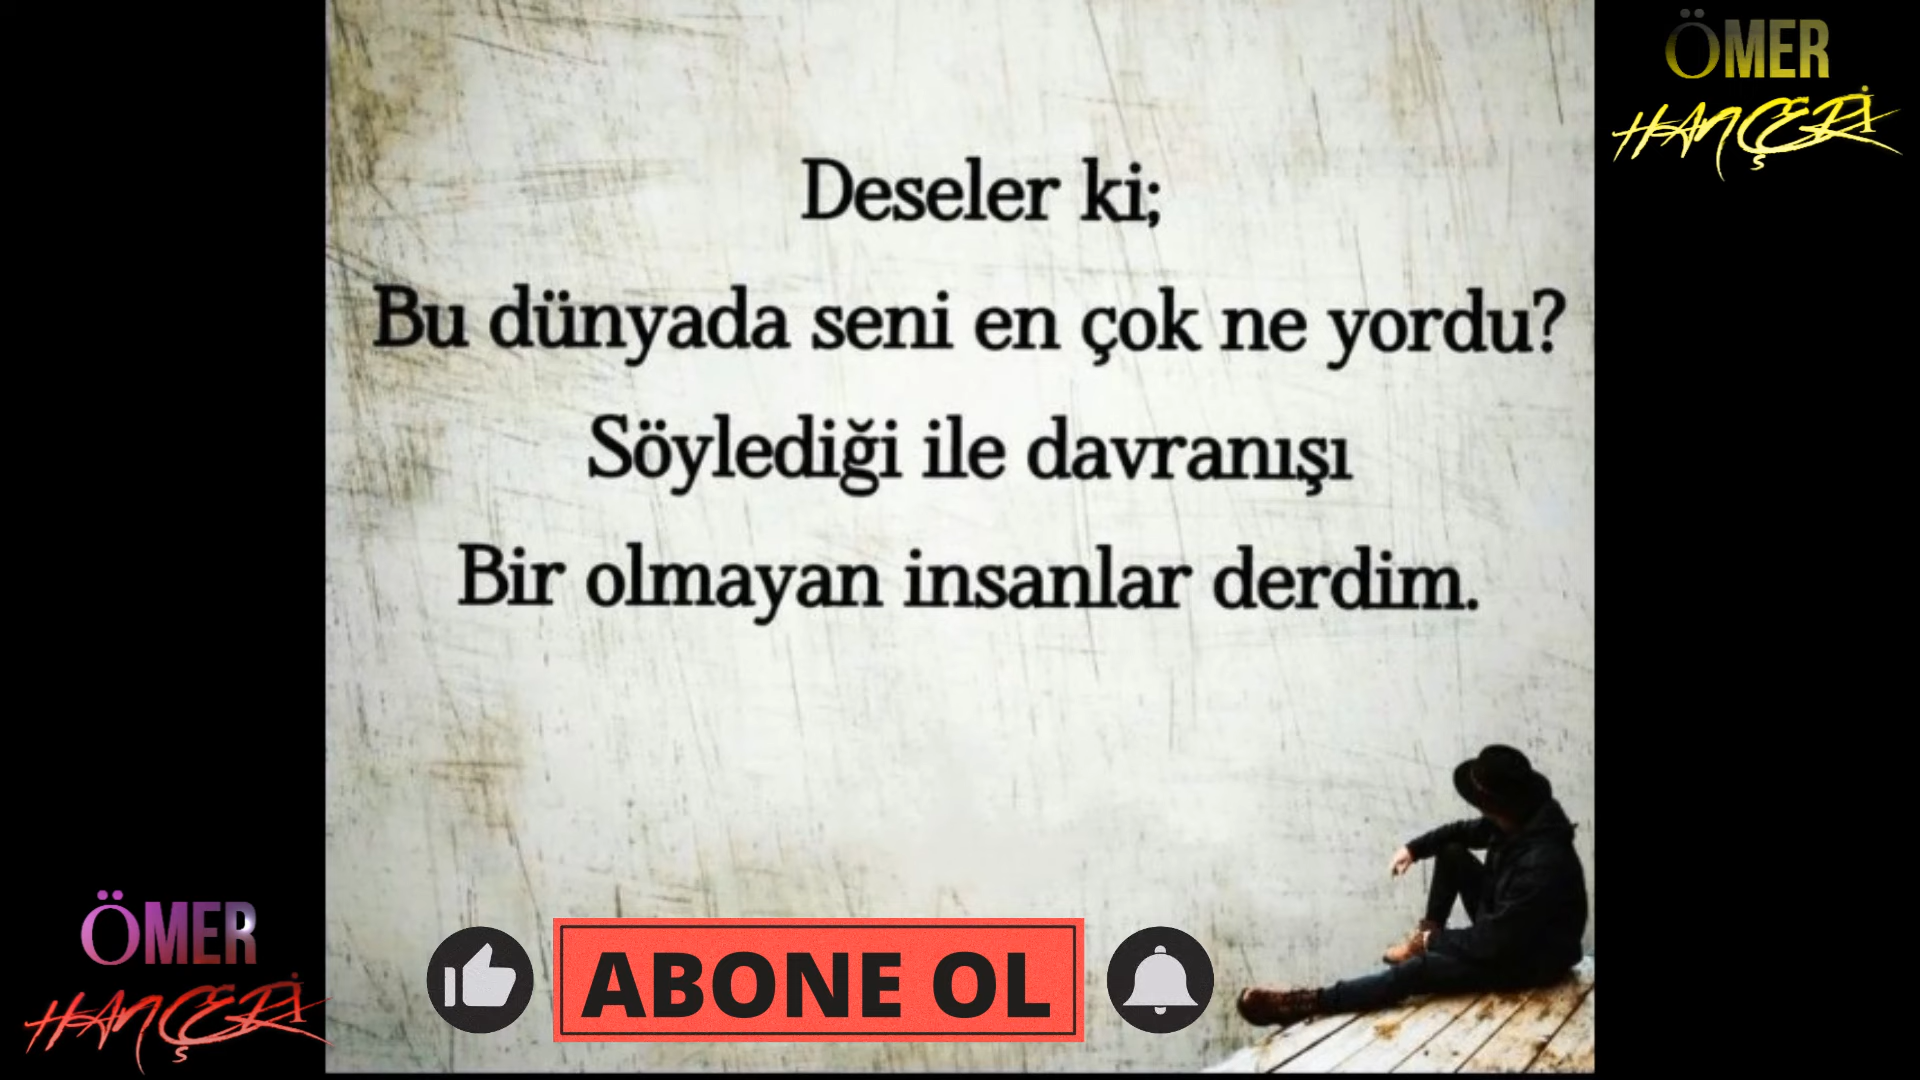 ÖMER
HANÇERİ
Deseler ki;
Bu dünyada seni en çok ne yordu?
Söylediği ile davranışı
Bir olmayan insanlar derdim.
ÖMER
HANÇERİ
ABONE OL